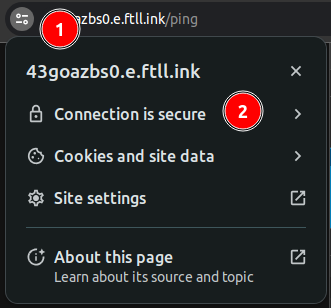 1
oazbs0.e.ftll.ink/ping
43goazbs0.e.ftll.ink
Connection is secure
2
Cookies and site data
Site settings
About this page
Learn about its source and topic